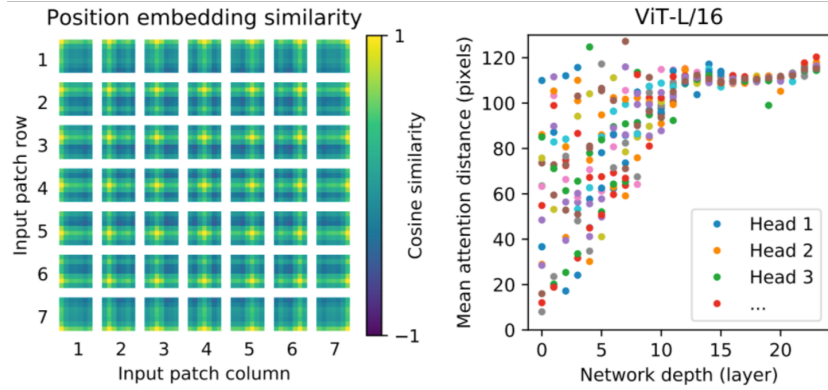 Position embedding similarity
Input patch row
1
2
3
4
5
6
7
1 2 3 4 5 6 7
Input patch column
1
−1
Cosine similarity
ViT-L/16
Mean attention distance (pixels)
120
100
80
60
40
20
0
Head 1
Head 2
Head 3
...
0 5 10 15 20
Network depth (layer)